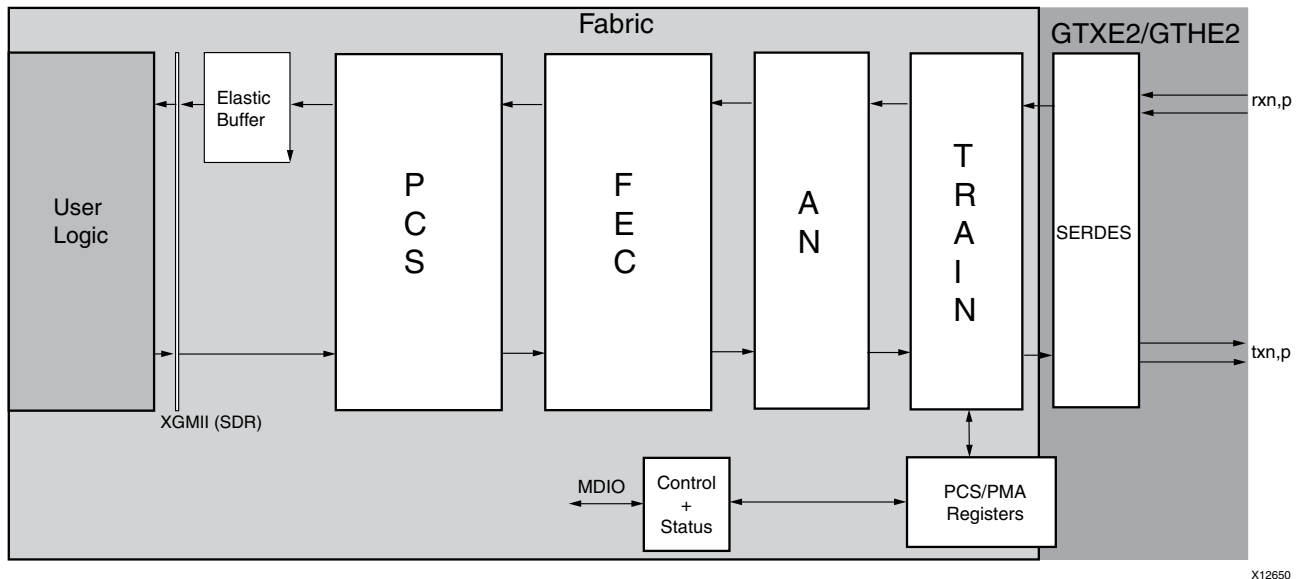 Fabric
GTXE2/GTHE2
Elastic
Buffer
rxn,p
User
Logic
P
C
S
F
E
C
A
N
T
R
A
I
N
SERDES
txn,p
XGMII (SDR)
MDIO
Control
+
Status
PCS/PMA
Registers
X12650